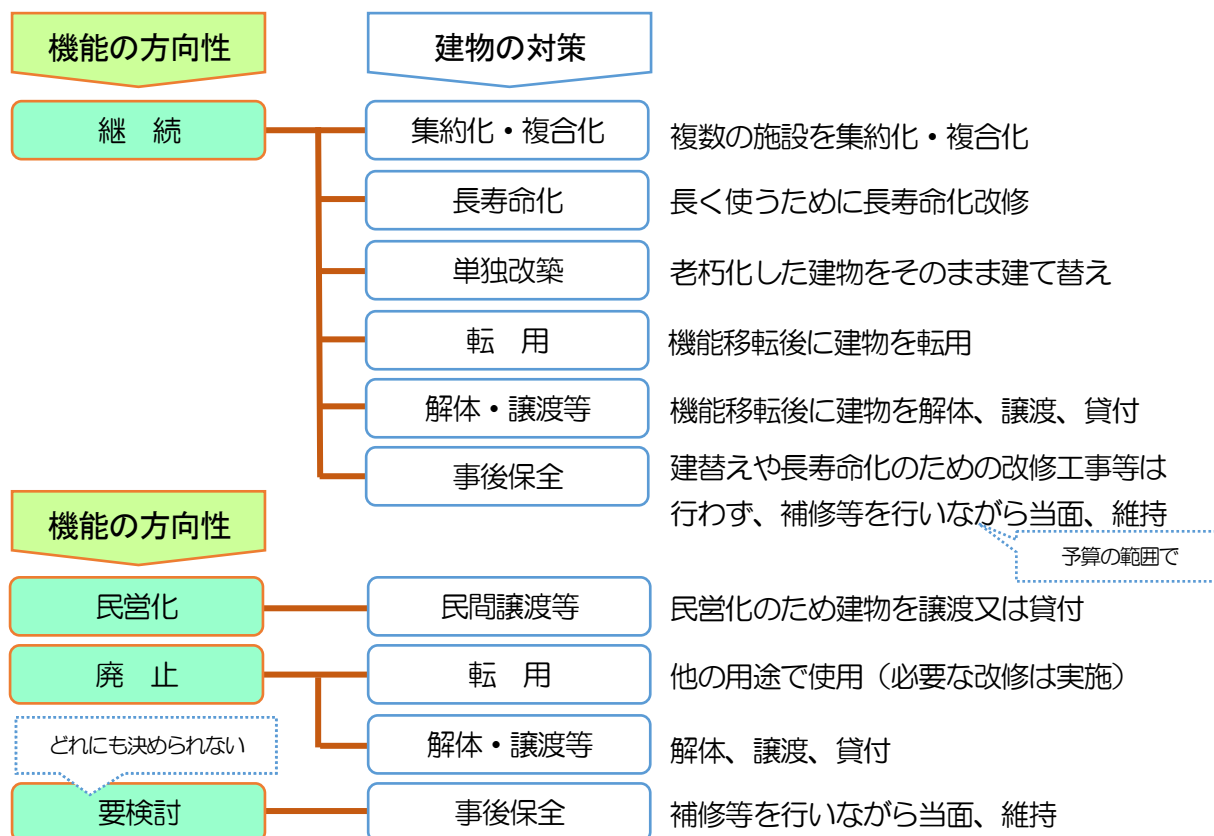 機能の方向性
建物の対策
継　続
集約化・複合化
複数の施設を集約化・複合化
長寿命化
長く使うために長寿命化改修
単独改築
老朽化した建物をそのまま建て替え
転　用
機能移転後に建物を転用
解体・譲渡等
機能移転後に建物を解体、譲渡、貸付
事後保全
建替えや長寿命化のための改修工事等は
行わず、補修等を行いながら当面、維持
予算の範囲で
機能の方向性
民営化
民間譲渡等
民営化のため建物を譲渡又は貸付
廃　止
転　用
他の用途で使用（必要な改修は実施）
解体・譲渡等
解体、譲渡、貸付
どれにも決められない
要検討
事後保全
補修等を行いながら当面、維持